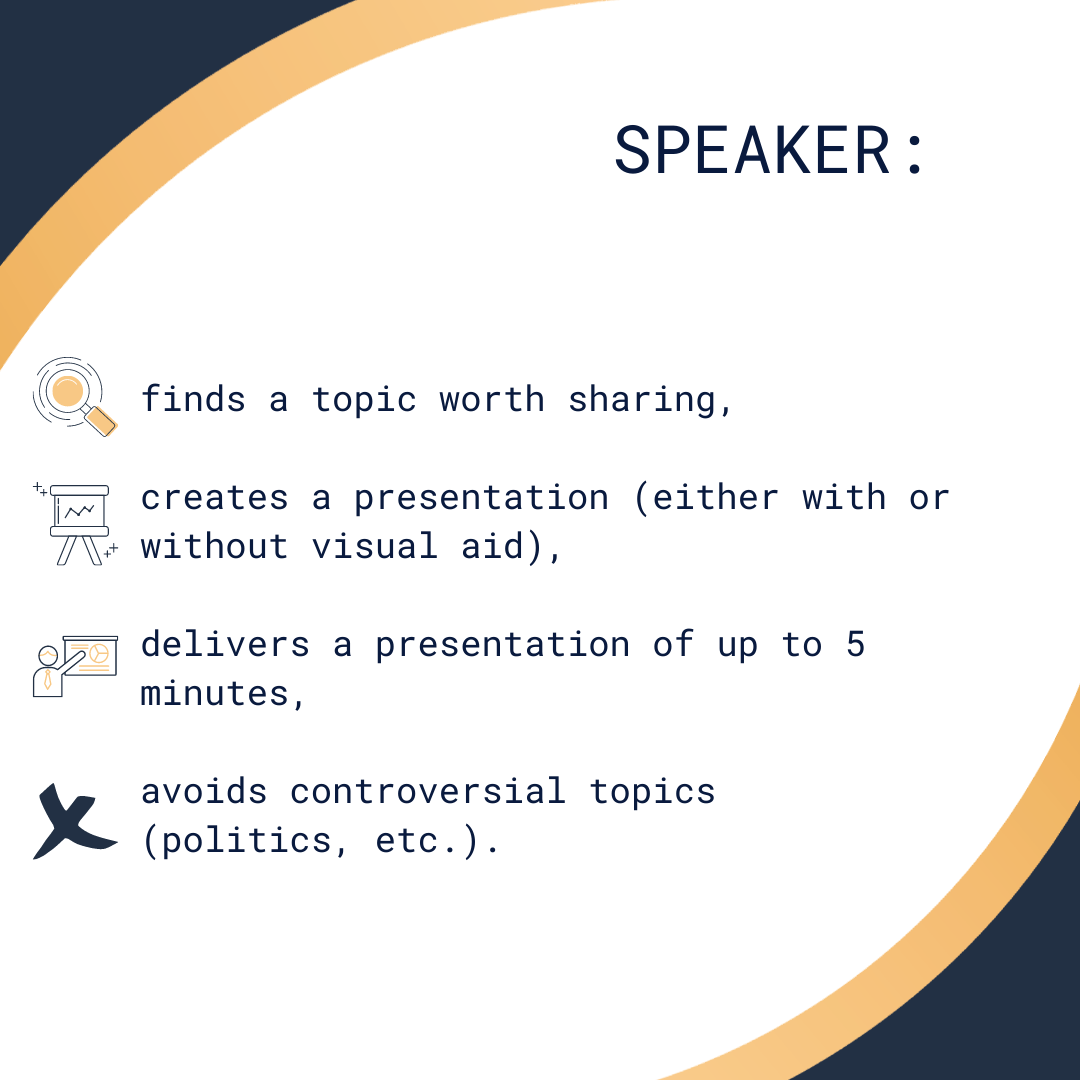 SPEAKER:
finds a topic worth sharing,
creates a presentation (either with or
without visual aid),
delivers a presentation of up to 5
minutes,
avoids controversial topics
(politics, etc.).